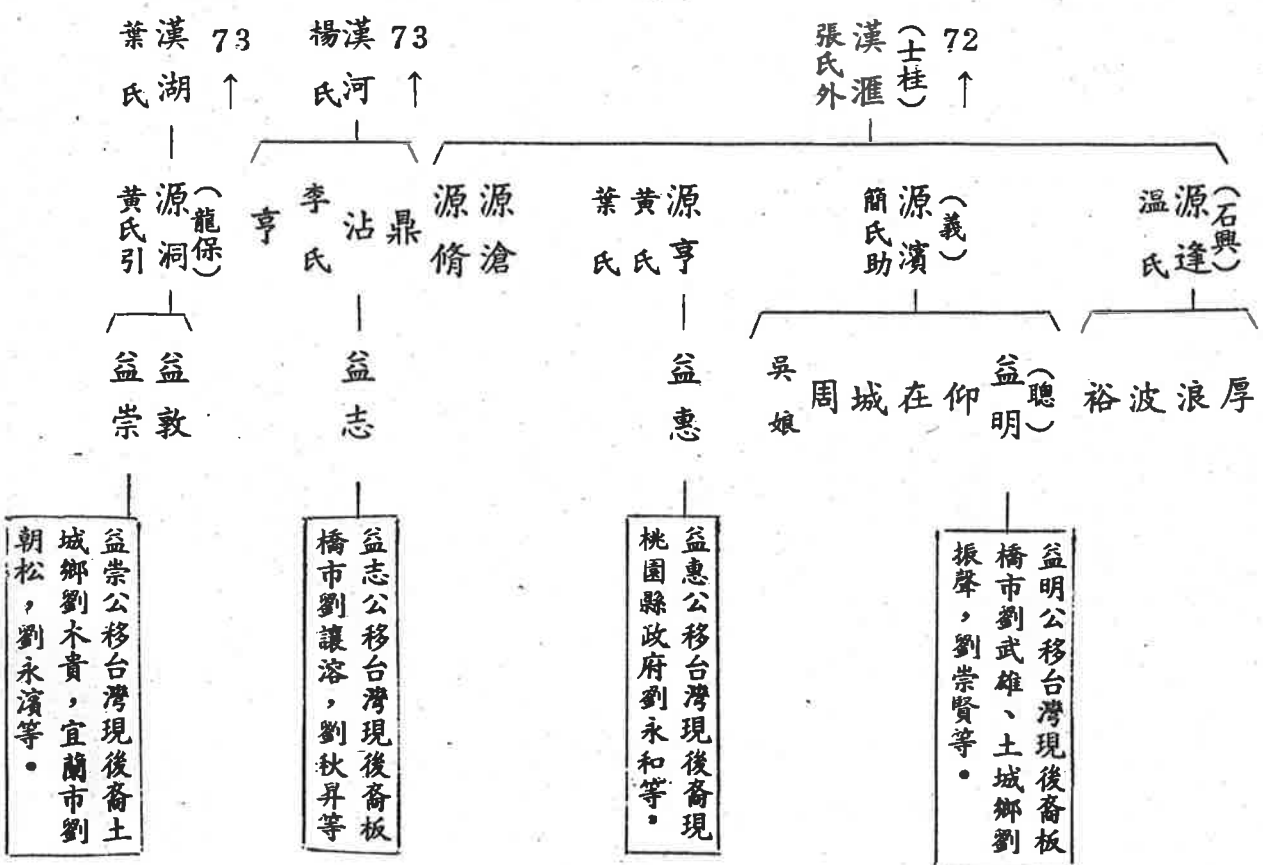 72
↑
（士桂）
漢滙
張氏外
73
↑
漢河
楊氏
73
↑
漢湖
葉氏
（石興）
源逢
溫氏
（義）
源濱
簡氏助
源亨
黃氏
葉氏
源滄
源脩
鼎
沾
李氏
亨
（龍保）
源洞
黃氏引
厚
浪
波
裕
（聰）
益明
仰
在
城
周
吳娘
益惠
益志
益敦
益崇
益明公移台灣現後裔板
橋市劉武雄、土城鄉劉
振聲，劉崇賢等。
益惠公移台灣現後裔現
桃園縣政府劉永和等。
益志公移台灣現後裔板
橋市劉讓溶，劉秋昇等
益崇公移台灣現後裔土
城鄉劉木貴，宜蘭市劉
朝松，劉永濱等。